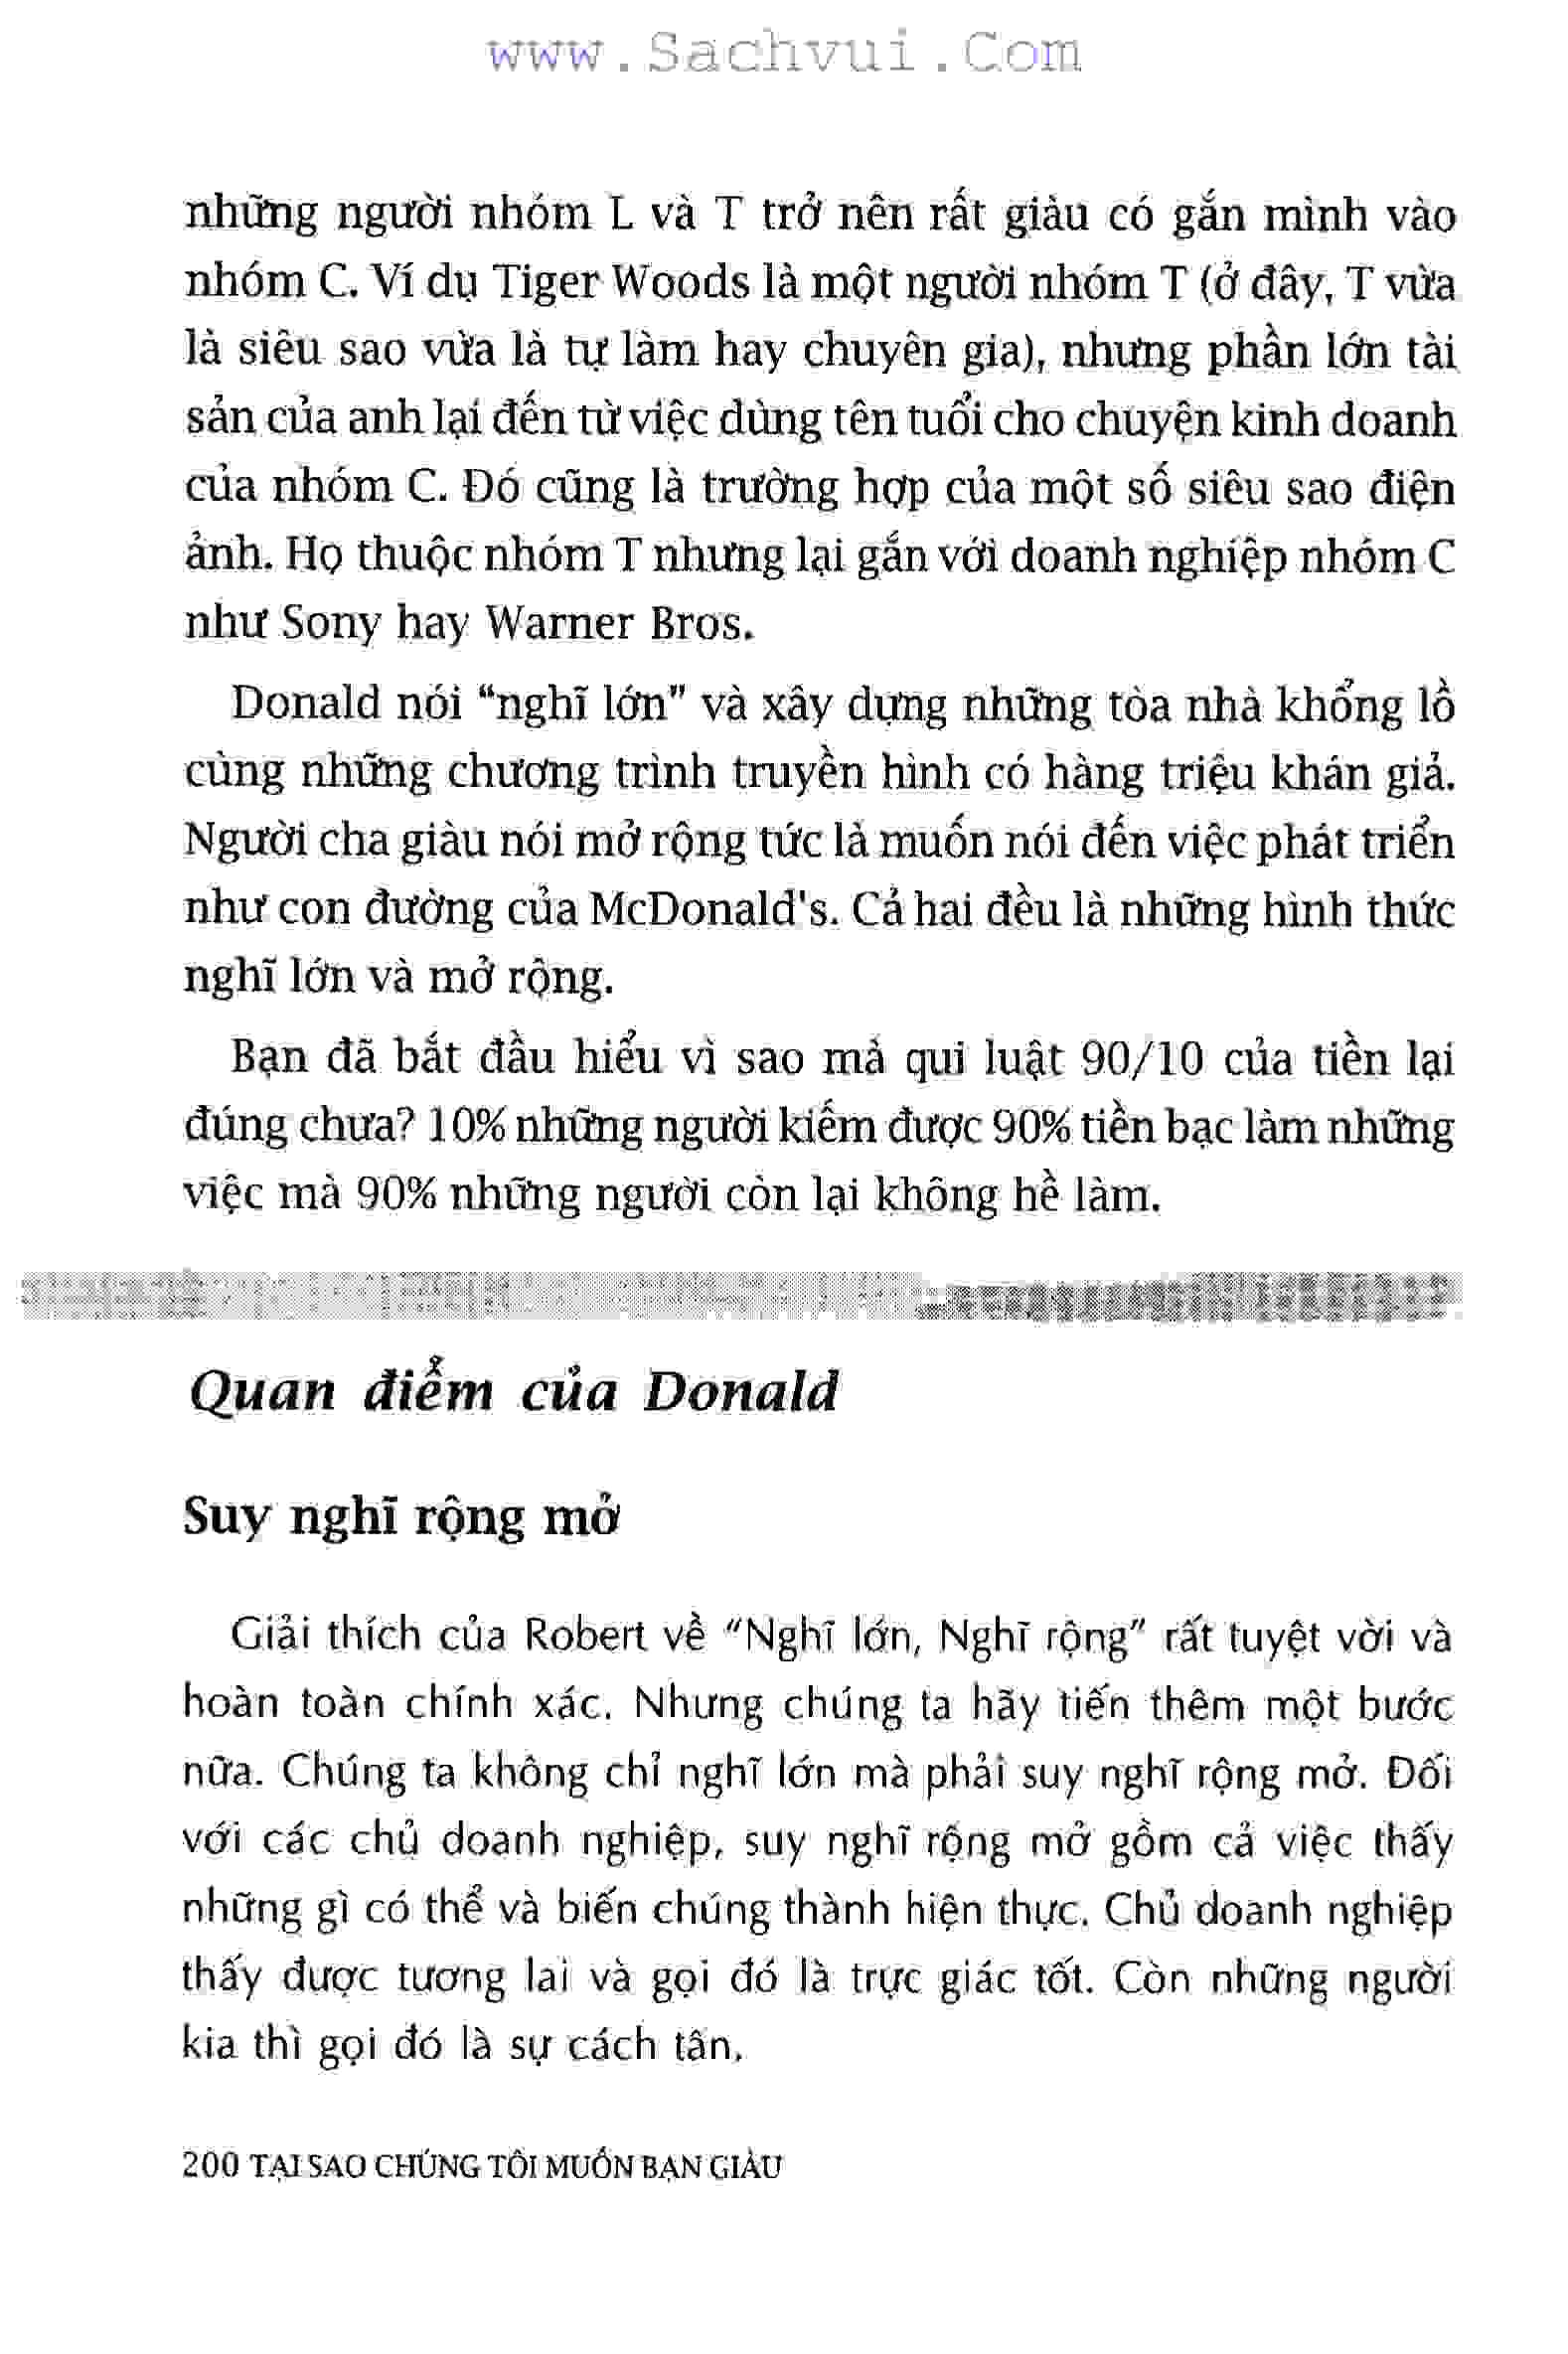 www.Sachvui.Com
những người nhóm L và T trở nên rất giàu có gắn mình vào
nhóm C. Ví dụ Tiger Woods là một người nhóm T (ở đây, T vừa
là siêu sao vừa là tự làm hay chuyên gia), nhưng phần lớn tài
sản của anh lại đến từ việc dùng tên tuổi cho chuyện kinh doanh
của nhóm C. Đó cũng là trường hợp của một số siêu sao điện
ảnh. Họ thuộc nhóm T nhưng lại gắn với doanh nghiệp nhóm C
như Sony hay Warner Bros.
Donald nói “nghĩ lớn” và xây dựng những tòa nhà khổng lồ
cùng những chương trình truyền hình có hàng triệu khán giả.
Người cha giàu nói mở rộng tức là muốn nói đến việc phát triển
như con đường của McDonald's. Cả hai đều là những hình thức
nghĩ lớn và mở rộng.
Bạn đã bắt đầu hiểu vì sao mà qui luật 90/10 của tiền lại
đúng chưa? 10% những người kiếm được 90% tiền bạc làm những
việc mà 90% những người còn lại không hề làm.
Quan điểm của Donald
Suy nghĩ rộng mở
Giải thích của Robert về “Nghĩ lớn, Nghĩ rộng” rất tuyệt vời và
hoàn toàn chính xác. Nhưng chúng ta hãy tiến thêm một bước
nữa. Chúng ta không chỉ nghĩ lớn mà phải suy nghĩ rộng mở. Đối
với các chủ doanh nghiệp, suy nghĩ rộng mở gồm cả việc thấy
những gì có thể và biến chúng thành hiện thực. Chủ doanh nghiệp
thấy được tương lai và gọi đó là trực giác tốt. Còn những người
kia thì gọi đó là sự cách tân.
200 TẠI SAO CHÚNG TÔI MUỐN BẠN GIÀU